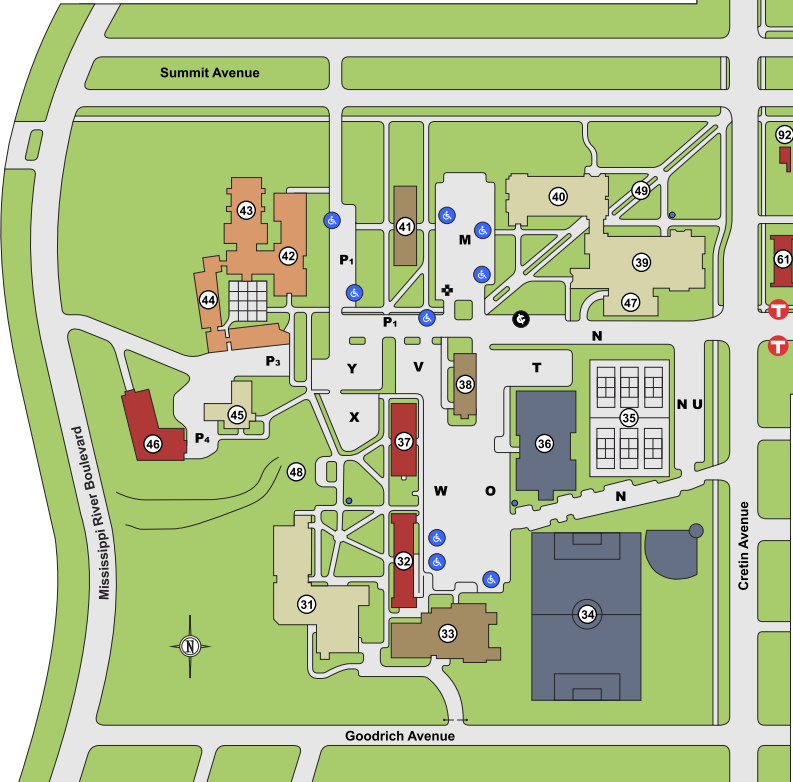 Summit Avenue
92
40
49
43
41
42
M
61
39
P1
44
47
T
P1
N
T
P3
Y
V
38
T
N U
45
X
35
46
P4
37
36
48
W
O
N
Mississippi River Boulevard
Cretin Avenue
32
31
34
33
N
Goodrich Avenue